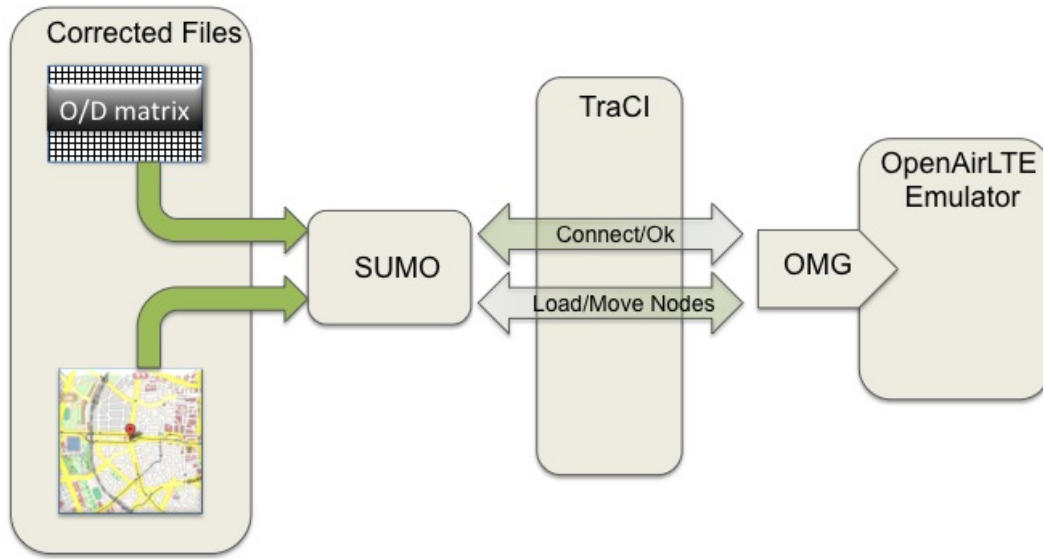 Corrected Files
O/D matrix
SUMO
TraCI
Connect/Ok
Load/Move Nodes
OMG
OpenAirLTE
Emulator